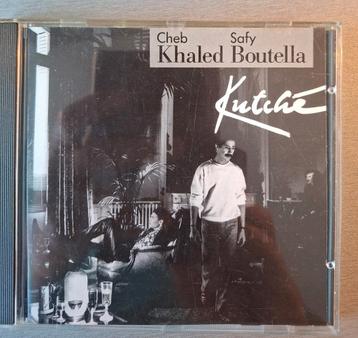 Cheb Safy
Khaled Boutella
Kutché